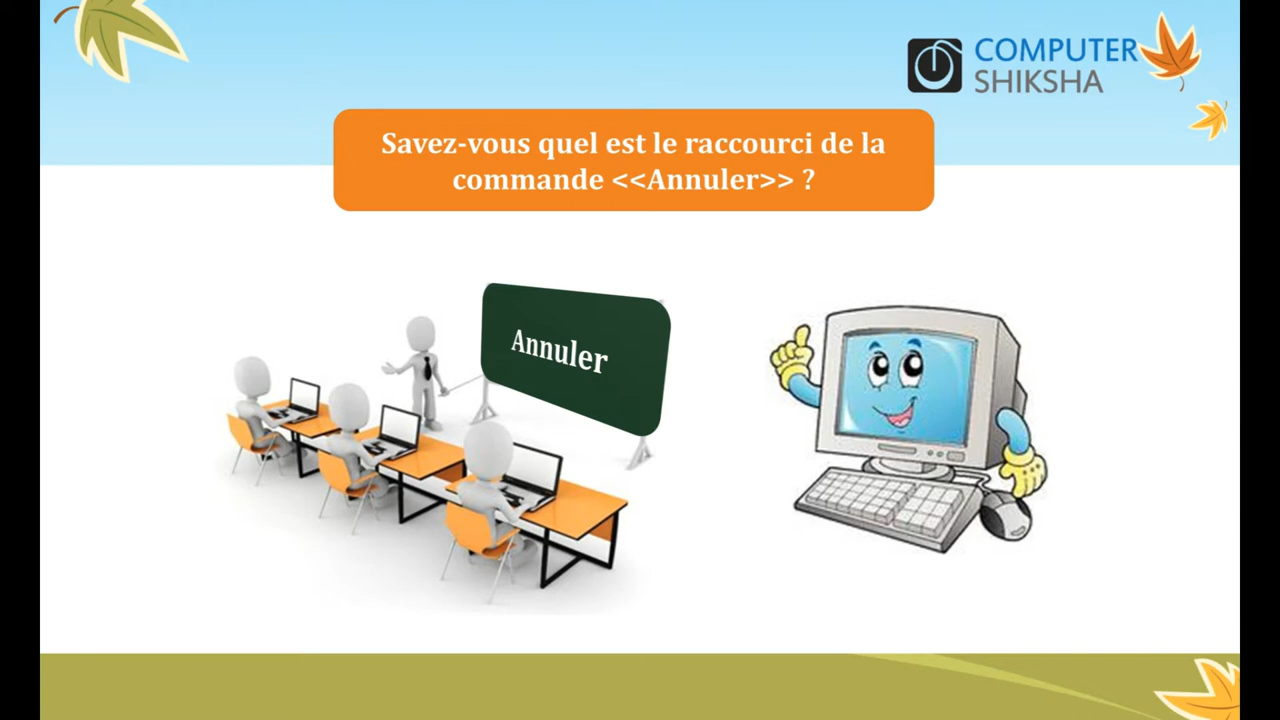 COMPUTER
SHIKSHA
Savez-vous quel est le raccourci de la
commande <<Annuler>> ?
Annuler